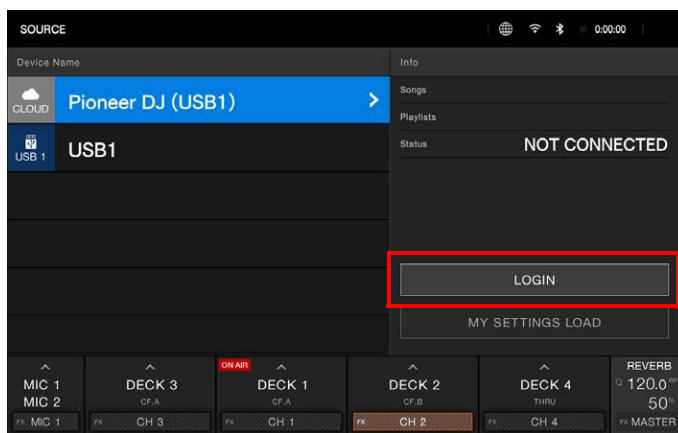 SOURCE
0:00:00
Device Name
Info
CLOUD
Pioneer DJ (USB1)
Songs
Playlists
USB 1
USB1
Status
NOT CONNECTED
LOGIN
MY SETTINGS LOAD
MIC 1
MIC 2
FX MIC 1
DECK 3
CF.A
FX CH 3
ON AIR
DECK 1
CF.A
FX CH 1
DECK 2
CF.B
FX CH 2
DECK 4
THRU
FX CH 4
REVERB
120.0
50%
FX MASTER